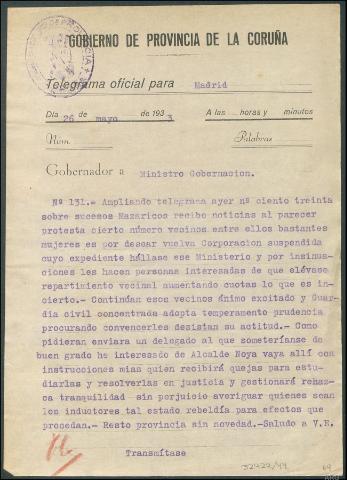 GOBIERNO DE PROVINCIA DE LA CORUÑA
Telegrama oficial para Madrid
Día 26 de mayo de 1933 A las horas y minutos
Núm. Palabras
Gobernador a Ministro Gobernacion.
Nº 131.- Ampliando telegrama ayer nº ciento treinta
sobre sucesos Mazaricos recibo noticias al parecer
protesta cierto número vecinos entre ellos bastantes
mujeres es por desear vuelva Corporacion suspendida
cuyo expediente hállase ese Ministerio y por insinua-
ciones les hacen personas interesadas de que elévase
repartimiento vecinal aumentando cuotas lo que es in-
cierto.- Continúan esos vecinos ánimo excitado y Guar-
dia civil concentrada adopta temperamento prudencia
procurando convencerles desistan su actitud.- Como
pidieran enviara un delegado al que someteríanse de
buen grado he interesado de Alcalde Noya vaya allí con
instrucciones mias quien recibirá quejas para estu-
diarlas y resolverlas en justicia y gestionará renaz-
ca tranquilidad sin perjuicio averiguar quienes sean
los inductores tal estado rebeldía para efectos que
procedan.- Resto provincia sin novedad.-Saludo a V.E.
Transmítase